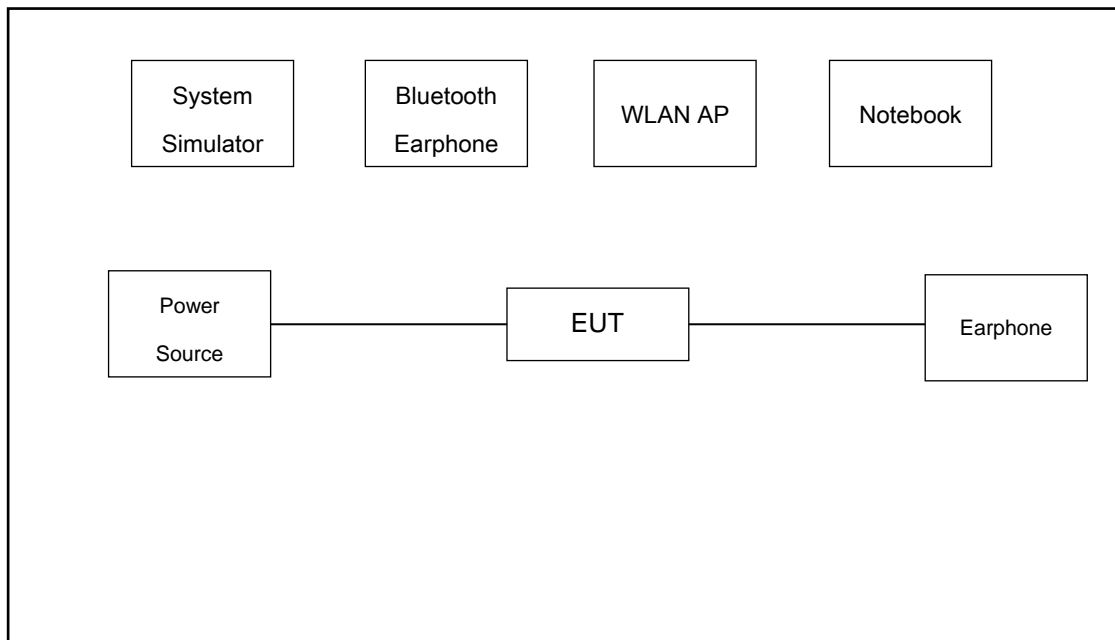 System
Simulator
Bluetooth
Earphone
WLAN AP
Notebook
Power
Source
EUT
Earphone